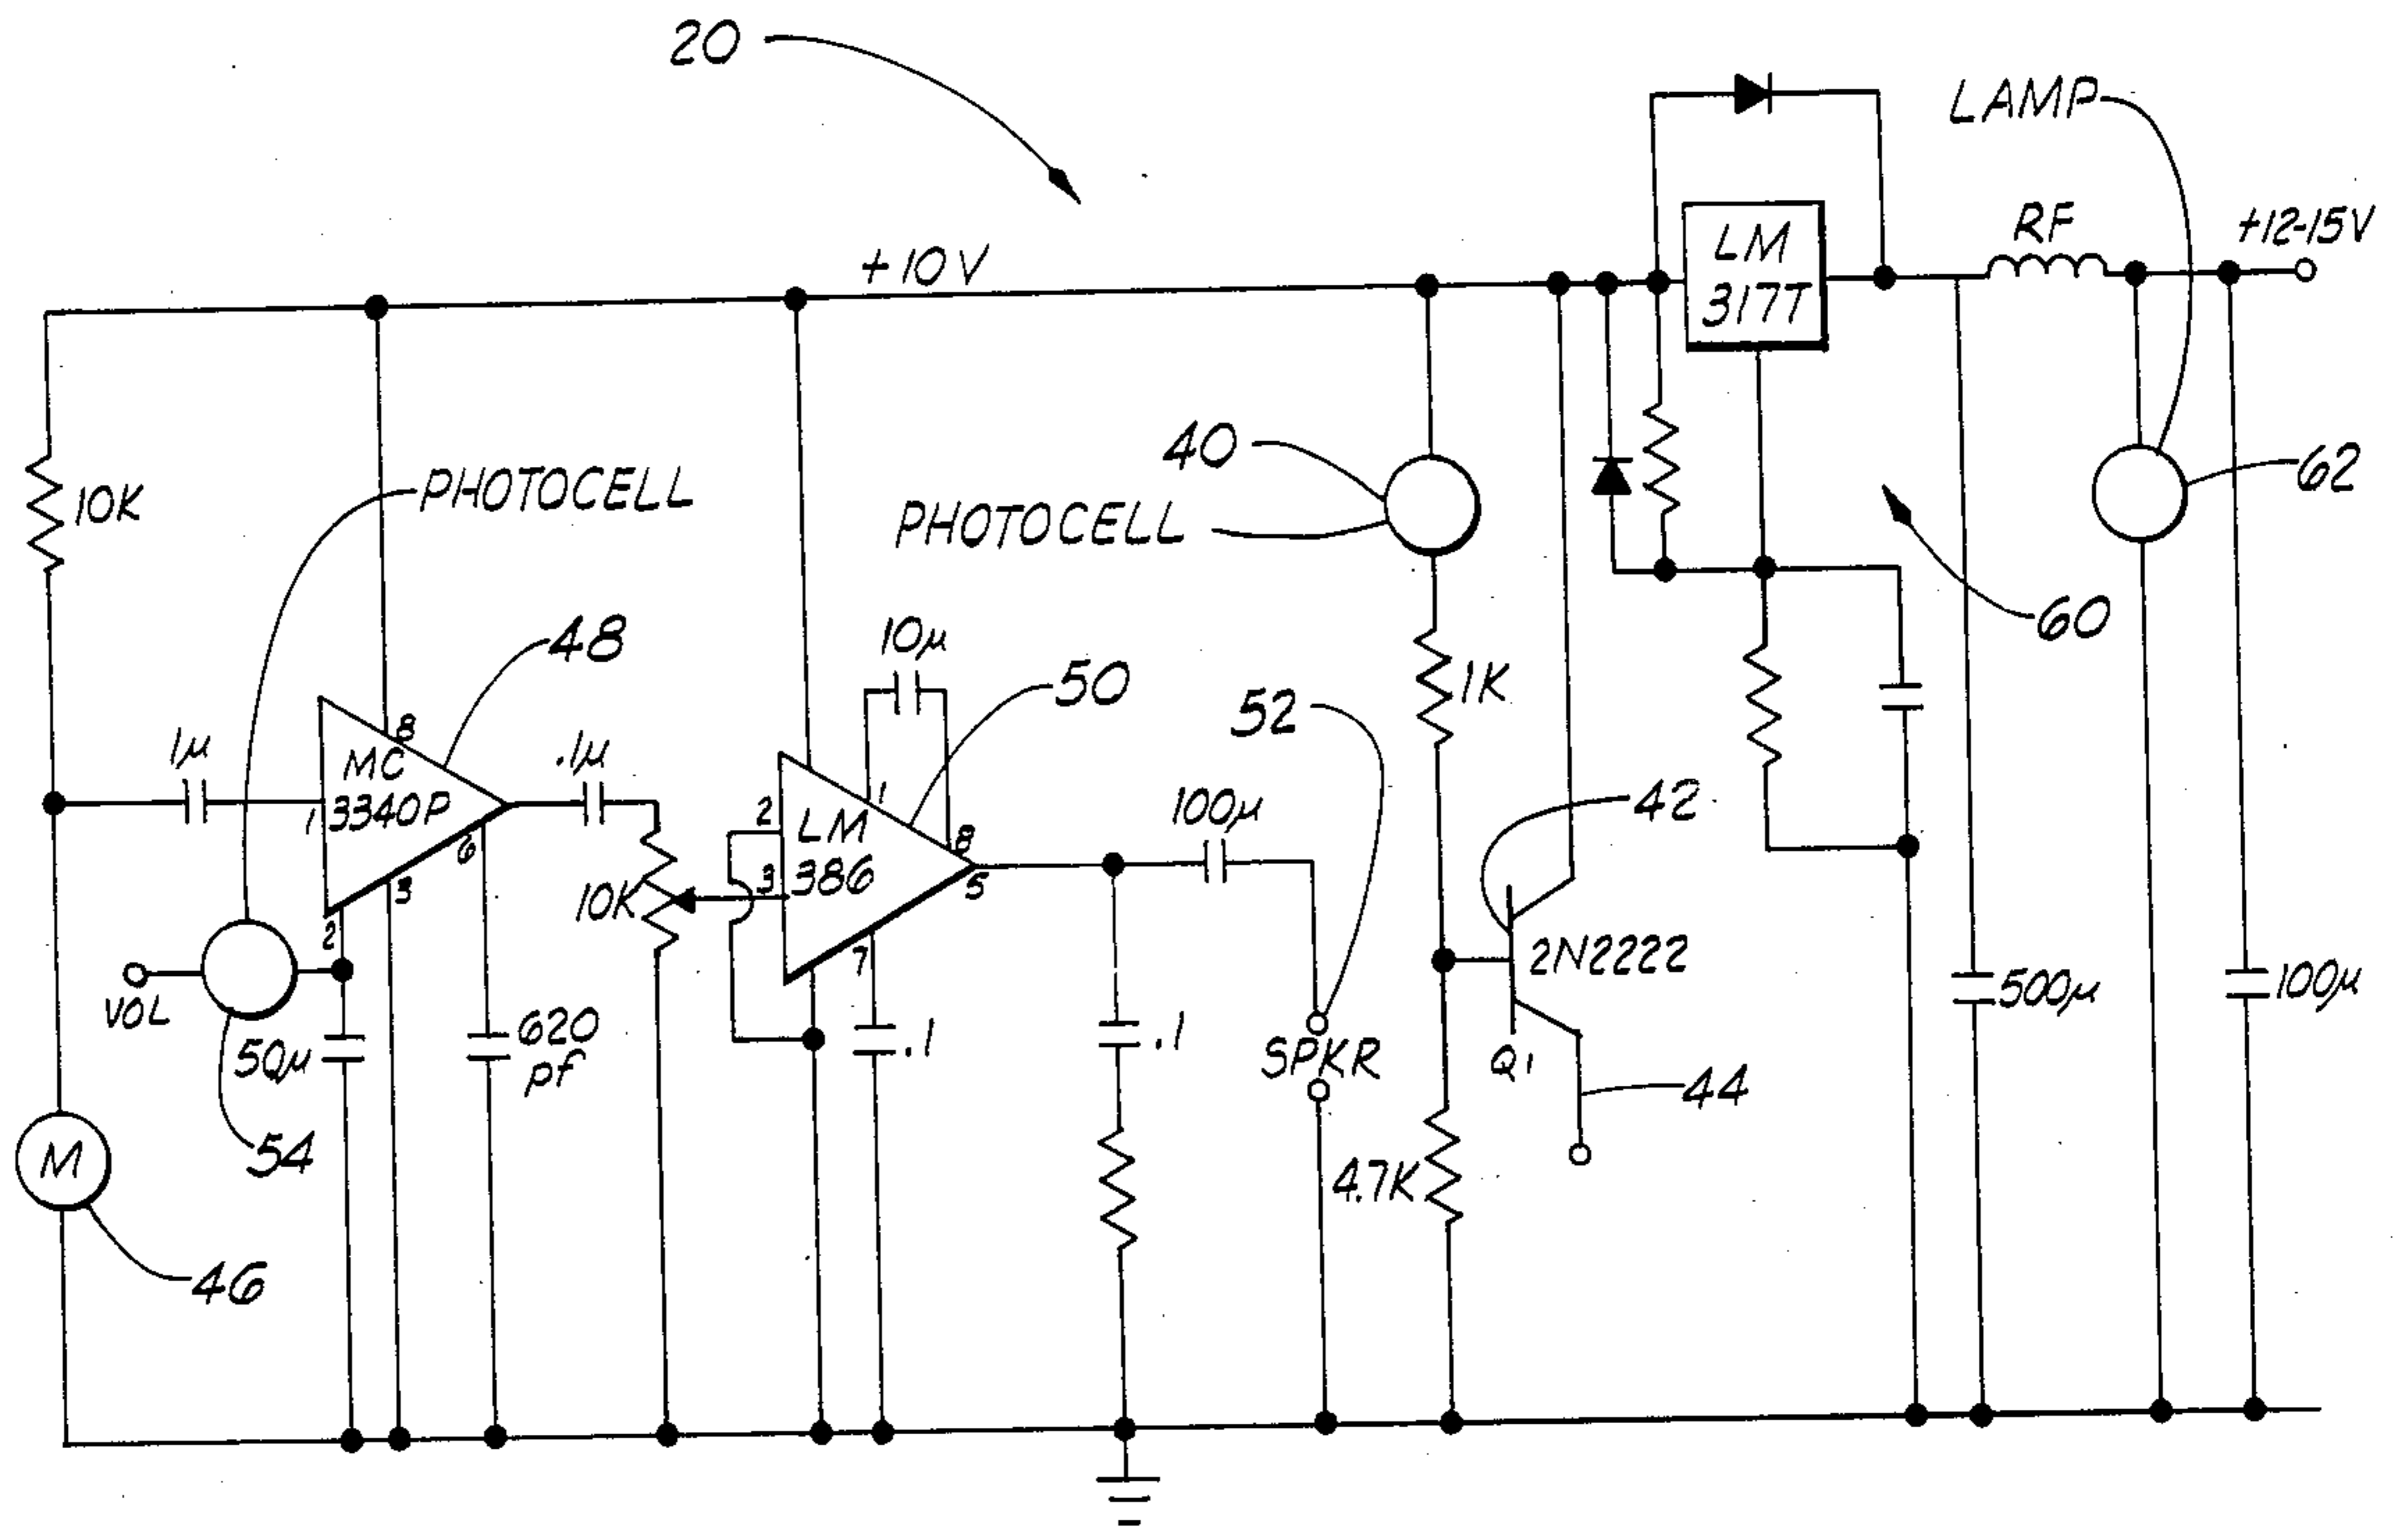 20
LAMP
RF
+12-15V
+10V
LM
317T
40
62
PHOTOCELL
10K
PHOTOCELL
48
10µ
60
50
1K
52
8
1µ
MC
.1µ
1
3340P
6
3
2
2
LM
1
8
100µ
42
3
386
5
10K
7
2N2222
VOL
50µ
620
pf
.1
.1
SPKR
Q1
500µ
100µ
44
54
M
4.7K
46